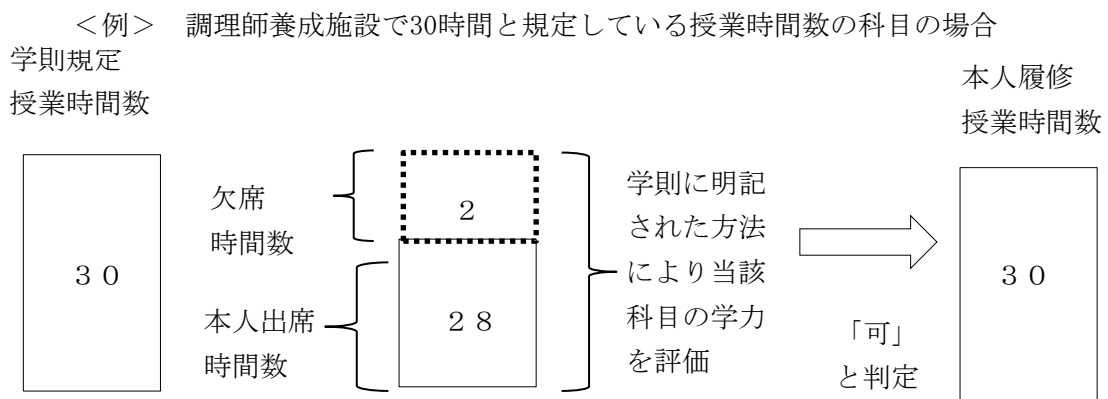 ＜例＞　調理師養成施設で30時間と規定している授業時間数の科目の場合
学則規定
授業時間数
３０
欠席
時間数
本人出席
時間数
２
２８
学則に明記
された方法
により当該
科目の学力
を評価
「可」
と判定
本人履修
授業時間数
３０